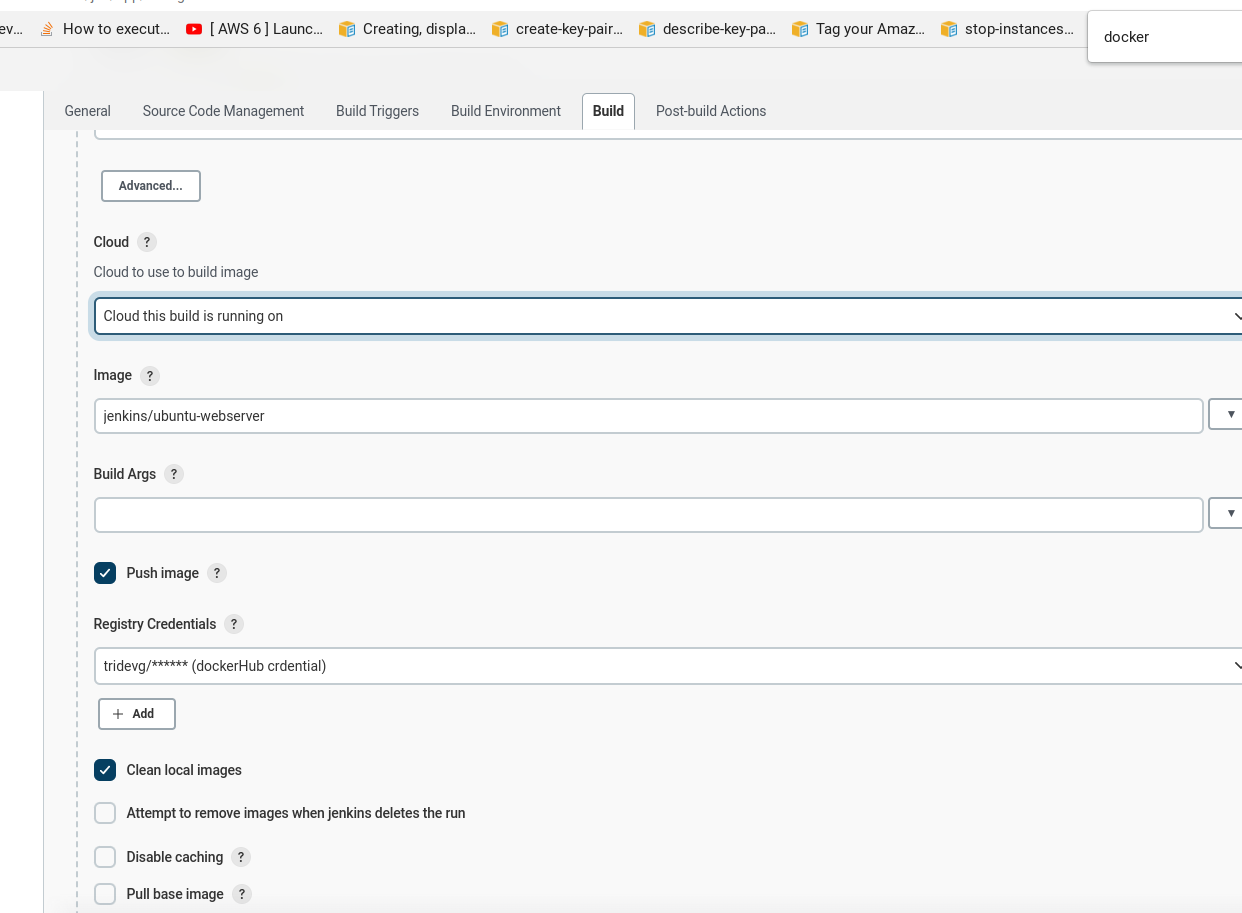 ev... How to execut... [ AWS 6 ] Launc... Creating, displa... create-key-pair... describe-key-pa... Tag your Amaz... stop-instances...
docker
General Source Code Management Build Triggers Build Environment Build Post-build Actions
Advanced...
Cloud ?
Cloud to use to build image
Cloud this build is running on
Image ?
jenkins/ubuntu-webserver
Build Args ?
Push image ?
Registry Credentials ?
tridevg/****** (dockerHub crdential)
+ Add
Clean local images
Attempt to remove images when jenkins deletes the run
Disable caching ?
Pull base image ?